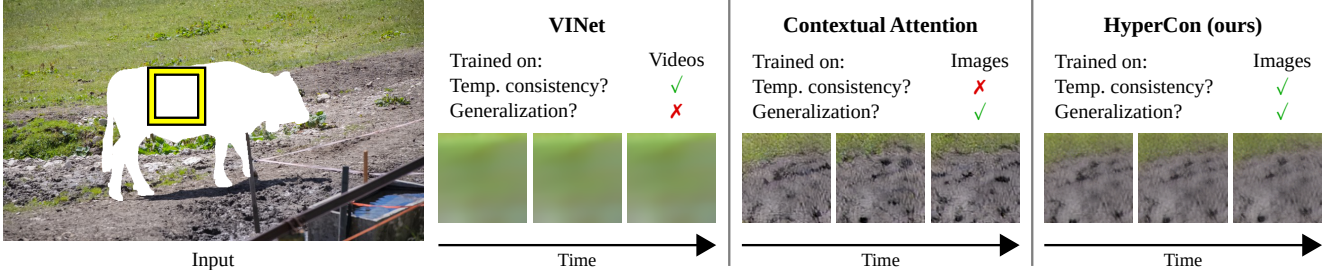 Input
VINet
Trained on: Videos
Temp. consistency? ✓
Generalization? ✗
Time
Contextual Attention
Trained on: Images
Temp. consistency? ✗
Generalization? ✓
Time
HyperCon (ours)
Trained on: Images
Temp. consistency? ✓
Generalization? ✓
Time